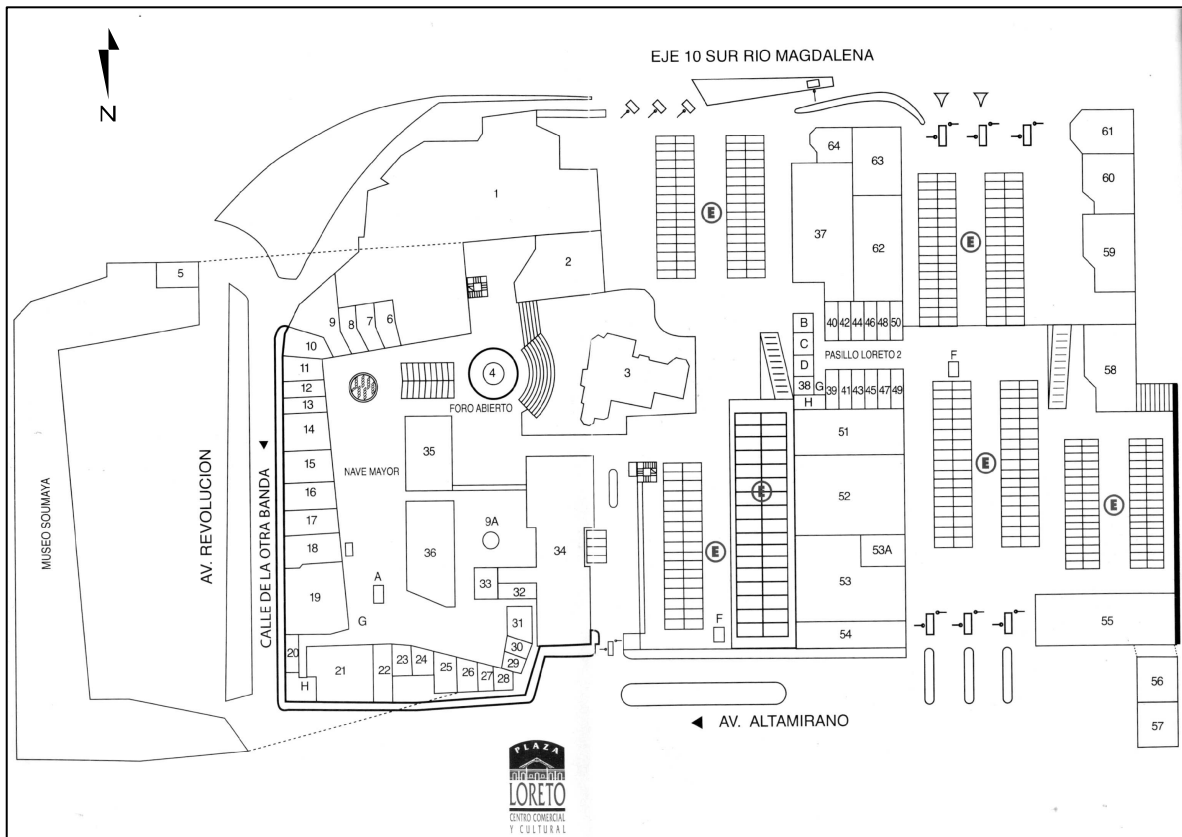 EJE 10 SUR RIO MAGDALENA
N
61
64
63
60
1
E
37
E
59
2
62
5
9
8
7
6
B
40
42
44
46
48
50
10
C
PASILLO LORETO 2
F
11
4
3
D
58
12
38
G
39
41
43
45
47
49
13
FORO ABIERTO
H
14
35
51
AV. REVOLUCION
CALLE DE LA OTRA BANDA
15
NAVE MAYOR
E
MUSEO SOUMAYA
16
52
E
17
9A
E
18
36
34
E
53A
A
33
53
19
32
G
31
F
54
55
20
23
24
30
21
22
25
26
27
28
29
H
56
AV. ALTAMIRANO
57
PLAZA
LORETO
CENTRO COMERCIAL
Y CULTURAL